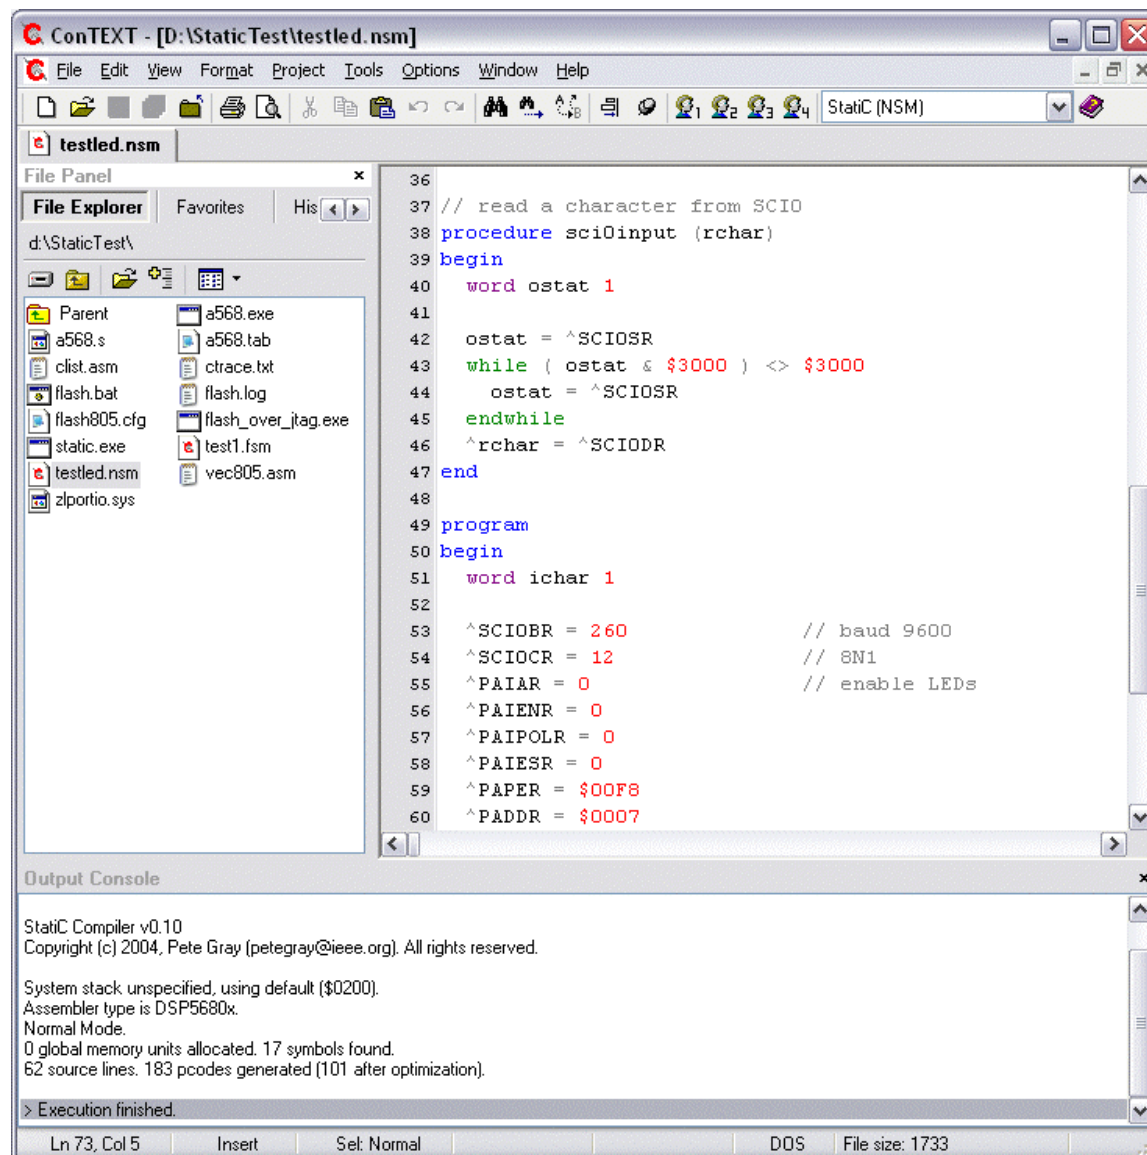 ConTEXT - [D:\StaticTest\testled.nsm]
File Edit View Format Project Tools Options Window Help
StatiC (NSM)
testled.nsm
File Panel
File Explorer Favorites His
d:\StaticTest\
Parent a568.exe
a568.s a568.tab
clist.asm ctrace.txt
flash.bat flash.log
flash805.cfg flash_over_jtag.exe
static.exe test1.fsm
testled.nsm vec805.asm
zlportio.sys
36
37 // read a character from SCI0
38 procedure sci0input (rchar)
39 begin
40 word ostat 1
41
42 ostat = ^SCI0SR
43 while ( ostat & $3000 ) <> $3000
44 ostat = ^SCI0SR
45 endwhile
46 ^rchar = ^SCI0DR
47 end
48
49 program
50 begin
51 word ichar 1
52
53 ^SCI0BR = 260 // baud 9600
54 ^SCI0CR = 12 // 8N1
55 ^PAIAR = 0 // enable LEDs
56 ^PAIENR = 0
57 ^PAIPOLR = 0
58 ^PAIESR = 0
59 ^PAPER = $00F8
60 ^PADDR = $0007
Output Console
StatiC Compiler v0.10
Copyright (c) 2004, Pete Gray (petegray@ieee.org). All rights reserved.
System stack unspecified, using default ($0200).
Assembler type is DSP5680x.
Normal Mode.
0 global memory units allocated. 17 symbols found.
62 source lines. 183 pcodes generated (101 after optimization).
> Execution finished.
Ln 73, Col 5 Insert Sel: Normal DOS File size: 1733